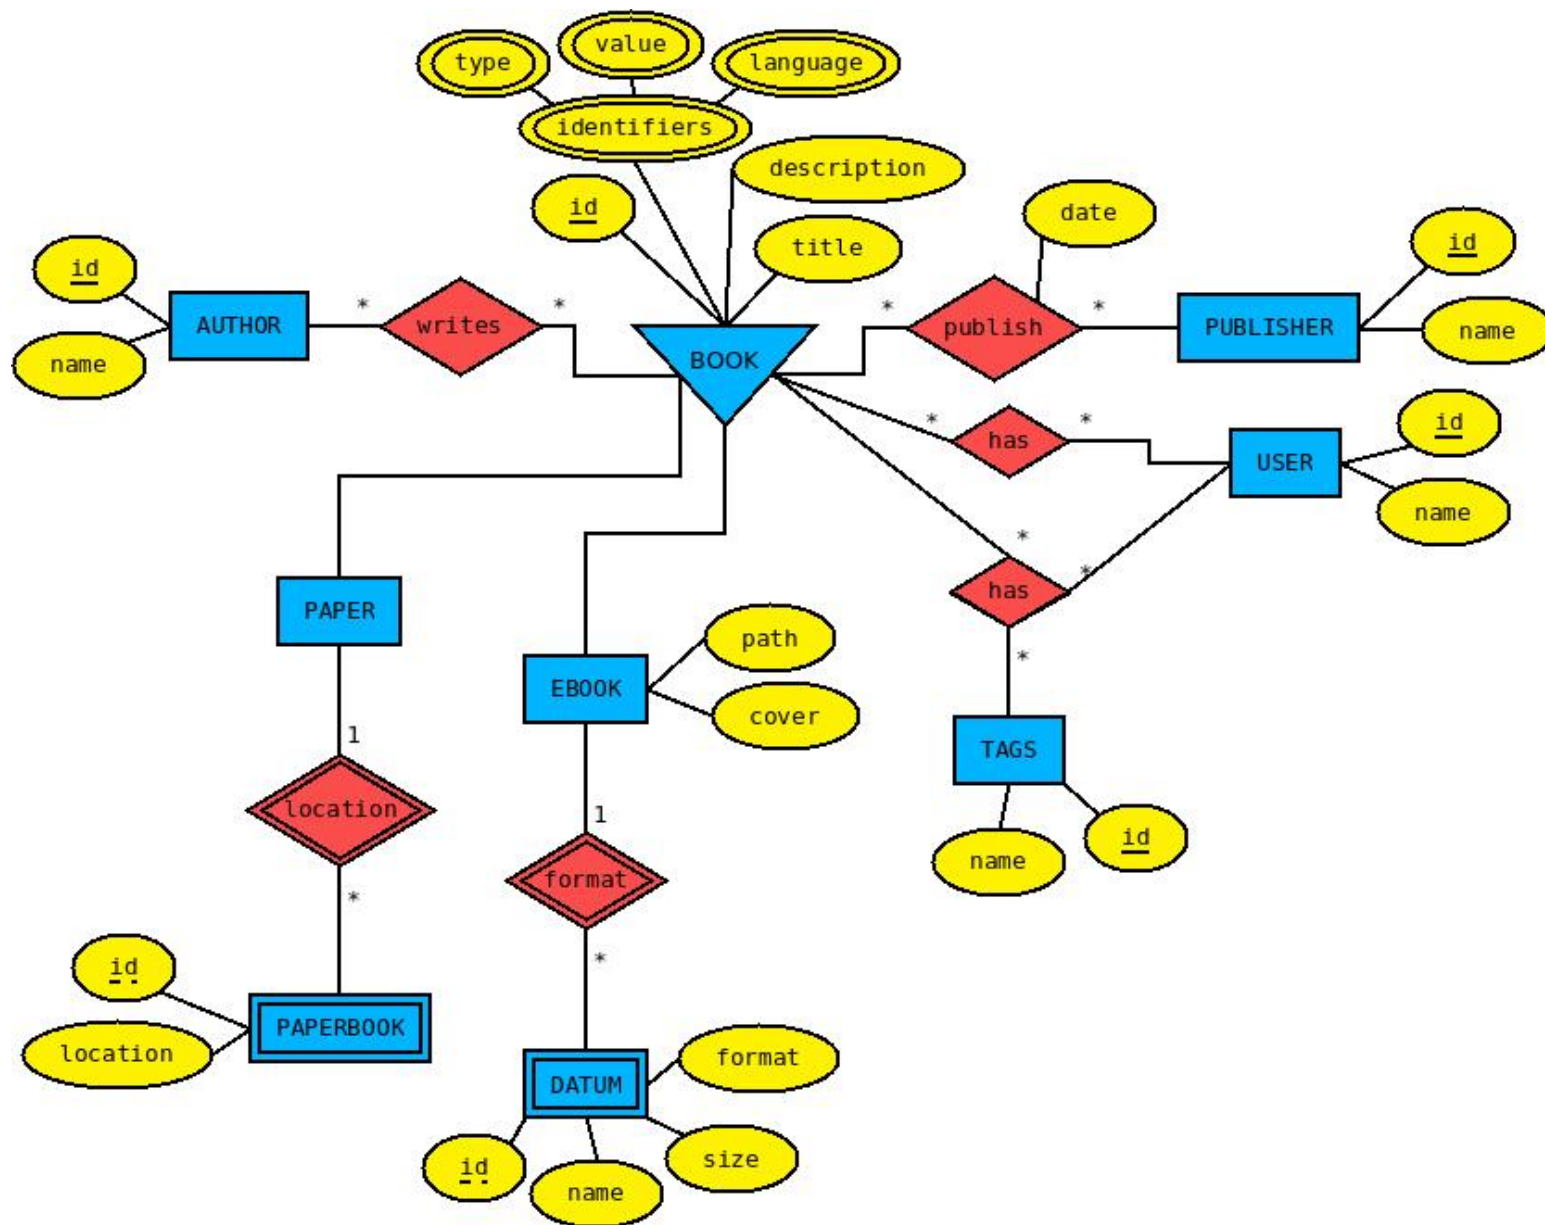 value
type
language
identifiers
description
id
date
title
id
id
AUTHOR
*
writes
*
BOOK
*
publish
*
PUBLISHER
name
name
*
has
*
id
USER
name
*
*
has
PAPER
path
*
EBOOK
cover
1
TAGS
location
1
name
id
format
*
*
id
PAPERBOOK
location
format
DATUM
id
name
size